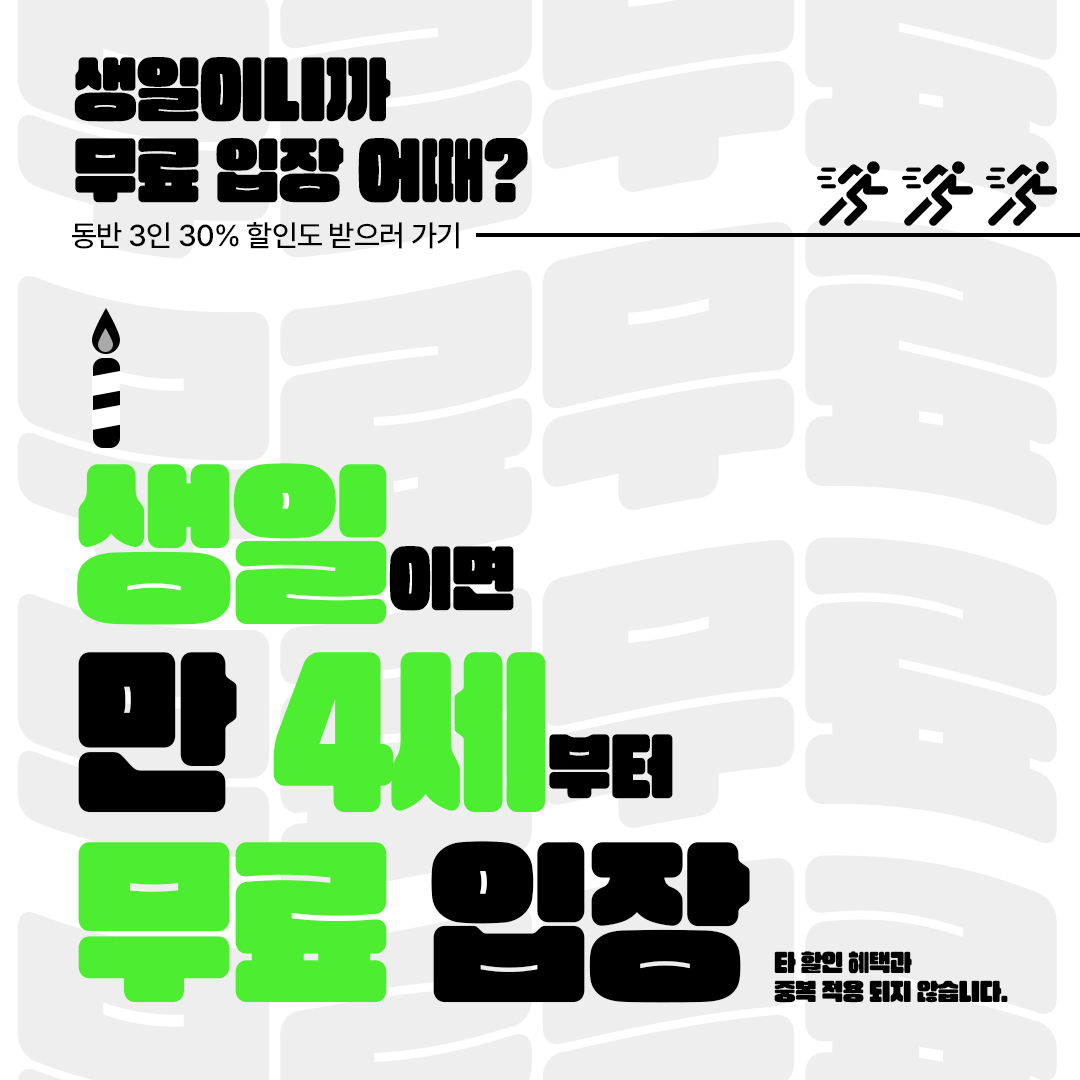 생일이니까
무료 입장 어때?
동반 3인 30% 할인도 받으러 가기
생일이면
만 4세부터
무료 입장
타 할인 혜택과
중복 적용 되지 않습니다.